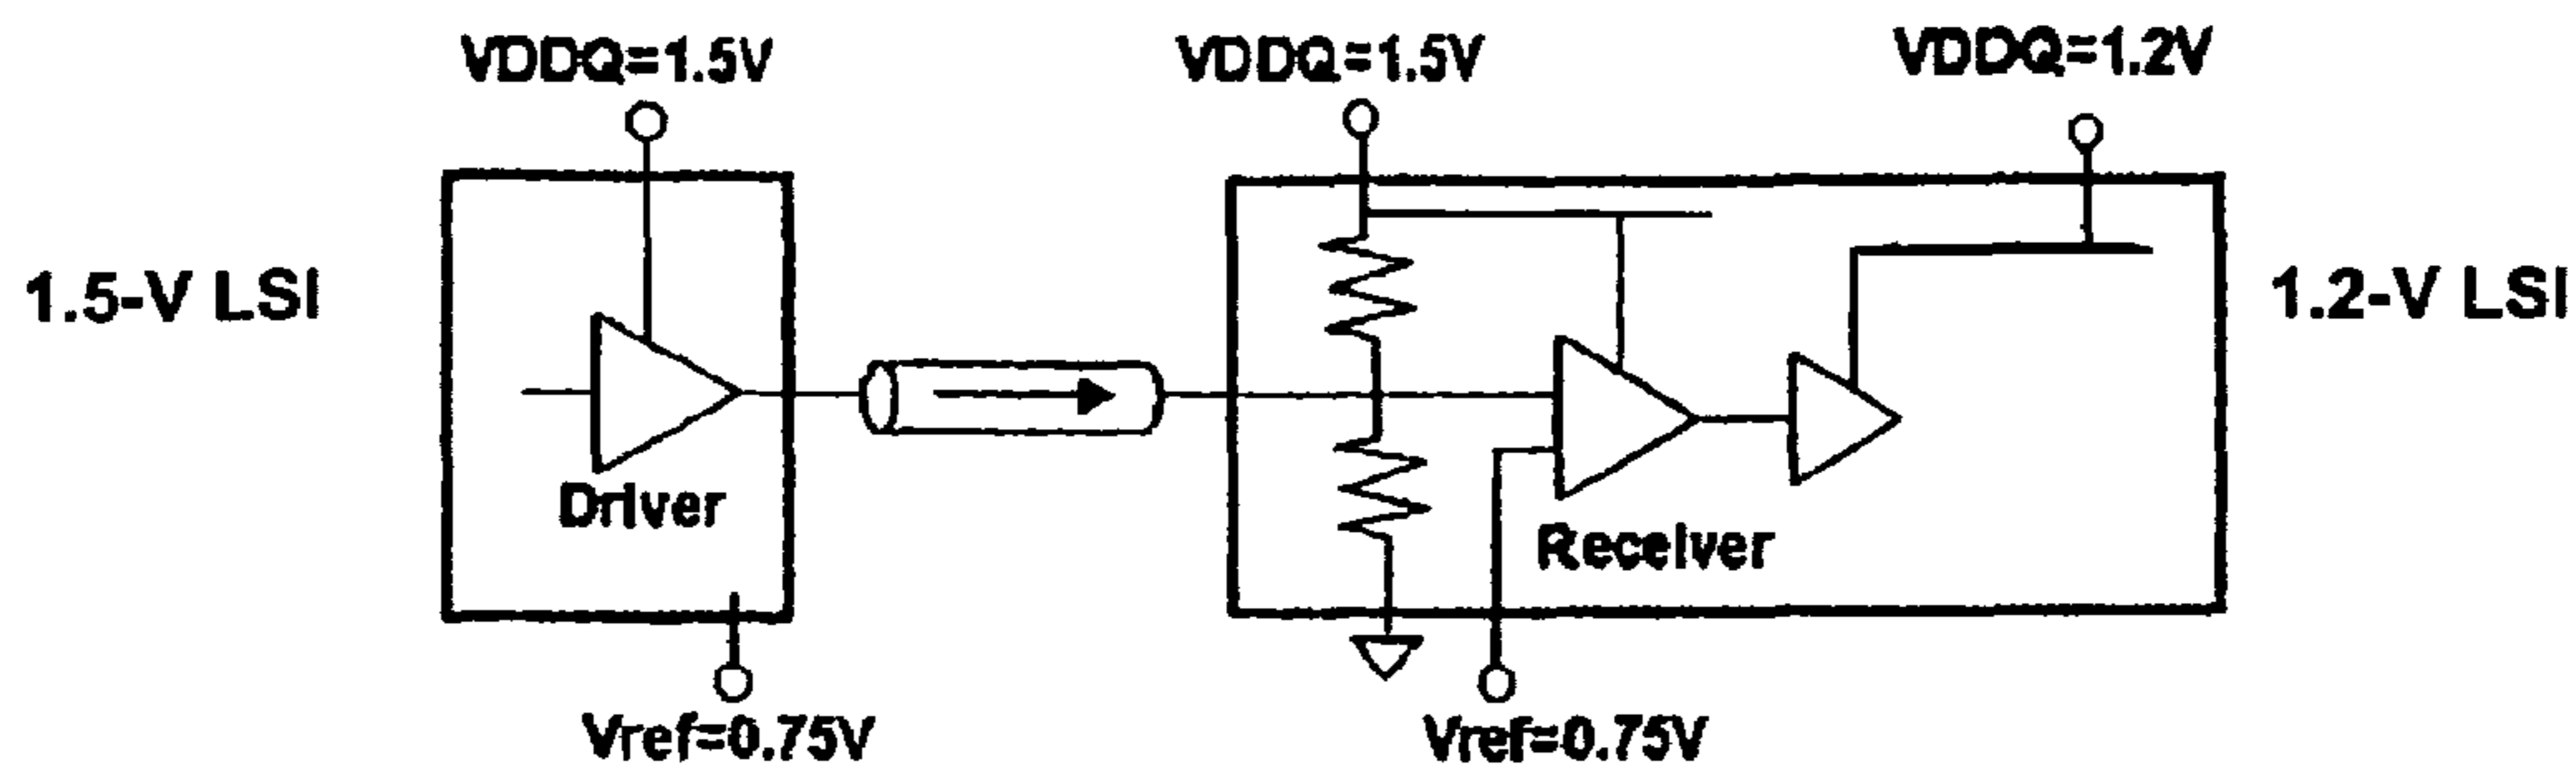 VDDQ=1.5V
VDDQ=1.5V
VDDQ=1.2V
1.5-V LSI
1.2-V LSI
Driver
Receiver
Vref=0.75V
Vref=0.75V